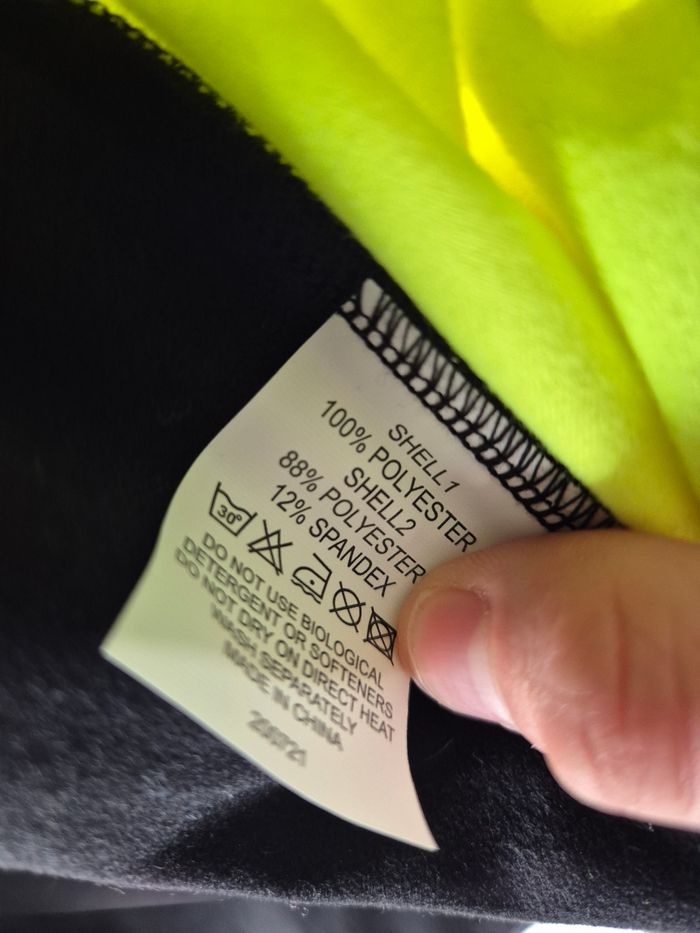 SHELL1
100% POLYESTER
SHELL2
88% POLYESTER
12% SPANDEX
30°
DO NOT USE BIOLOGICAL
DETERGENT OR SOFTENERS
DO NOT DRY ON DIRECT HEAT
WASH SEPARATELY
MADE IN CHINA